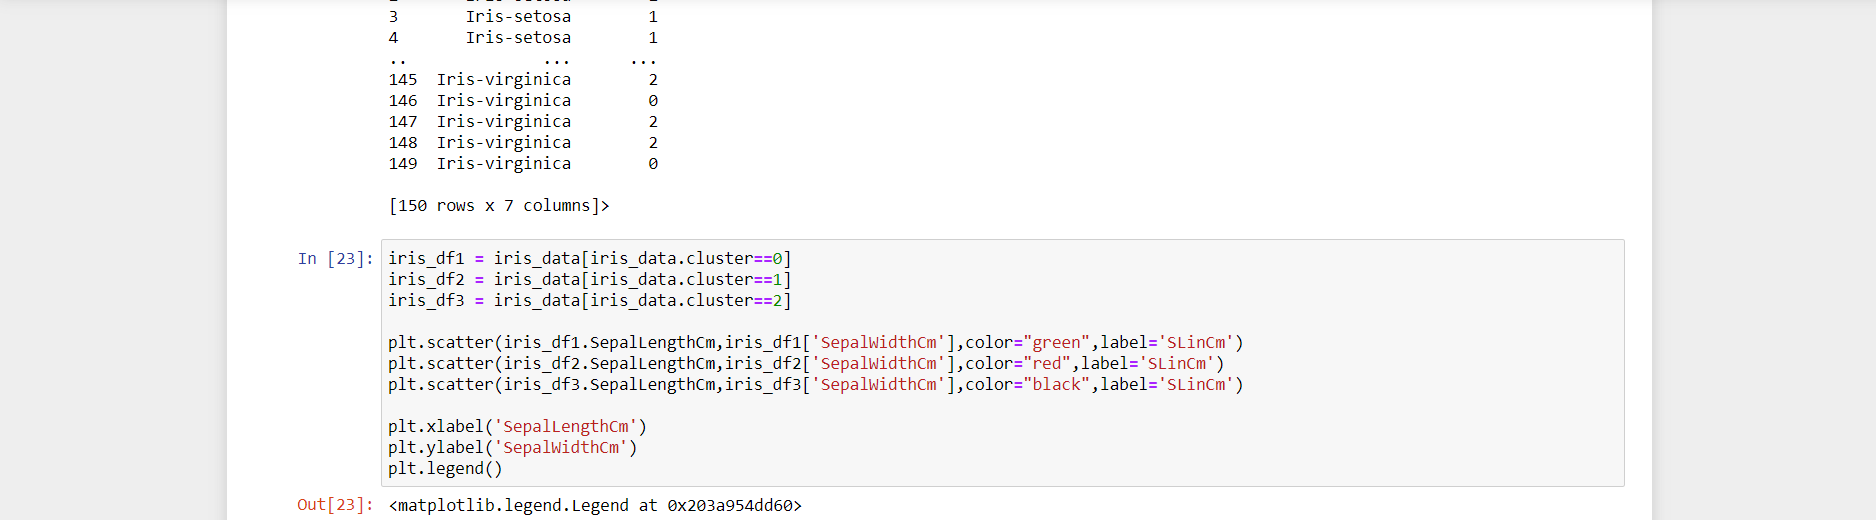 3 Iris-setosa 1
4 Iris-setosa 1
.. ... ...
145 Iris-virginica 2
146 Iris-virginica 0
147 Iris-virginica 2
148 Iris-virginica 2
149 Iris-virginica 0
[150 rows x 7 columns]>
In [23]: iris_df1 = iris_data[iris_data.cluster==0]
iris_df2 = iris_data[iris_data.cluster==1]
iris_df3 = iris_data[iris_data.cluster==2]
plt.scatter(iris_df1.SepalLengthCm,iris_df1['SepalWidthCm'],color="green",label='SLinCm')
plt.scatter(iris_df2.SepalLengthCm,iris_df2['SepalWidthCm'],color="red",label='SLinCm')
plt.scatter(iris_df3.SepalLengthCm,iris_df3['SepalWidthCm'],color="black",label='SLinCm')
plt.xlabel('SepalLengthCm')
plt.ylabel('SepalWidthCm')
plt.legend()
Out[23]: <matplotlib.legend.Legend at 0x203a954dd60>